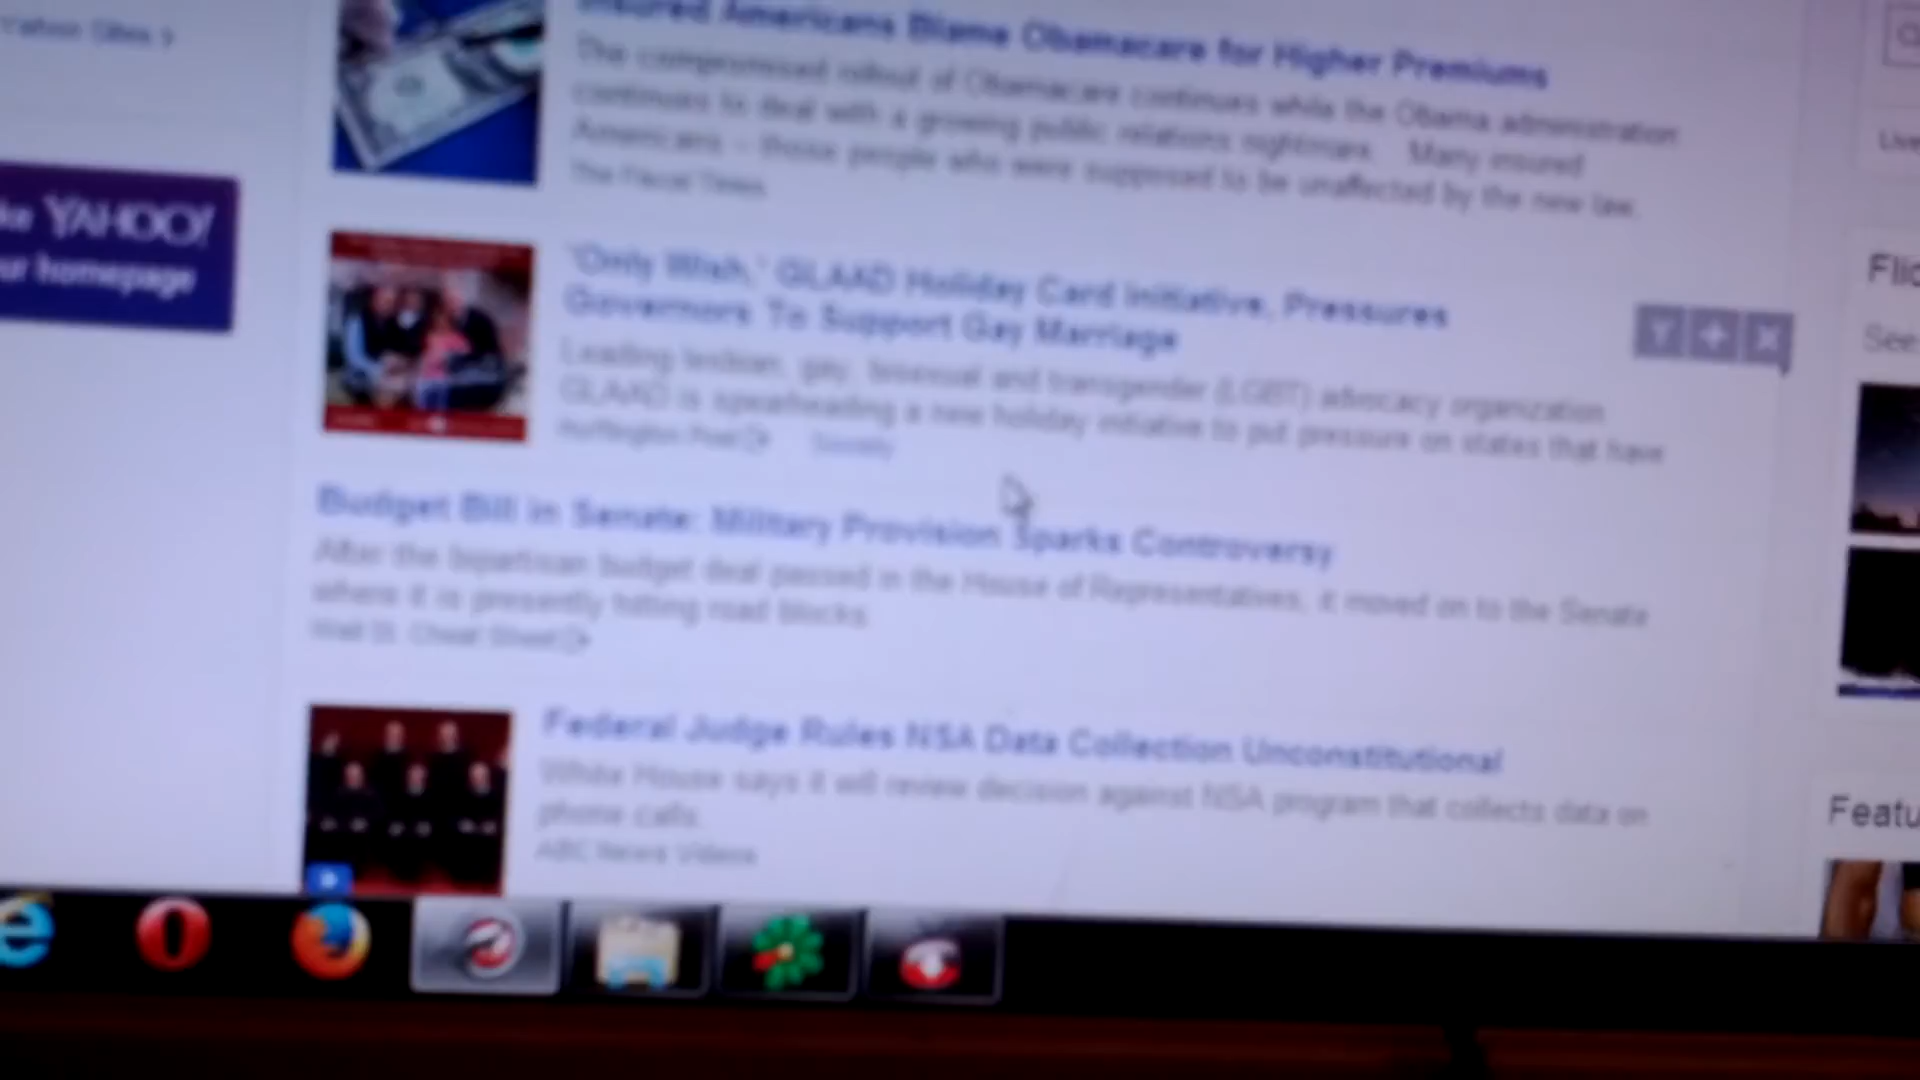 Yahoo Sites >
YAHOO!
ur homepage
Insured Americans Blame Obamacare for Higher Premiums
The compromised rollout of Obamacare continues while the Obama administration
continues to deal with a growing public relations nightmare. Many insured
Americans – those people who were supposed to be unaffected by the new law,
The Fiscal Times
'Only Wish,' GLAAD Holiday Card Initiative, Pressures
Governors To Support Gay Marriage
Leading lesbian, gay, bisexual and transgender (LGBT) advocacy organization
GLAAD is spearheading a new holiday initiative to put pressure on states that have
Huffington Post Society
Budget Bill in Senate: Military Provision Sparks Controversy
After the bipartisan budget deal passed in the House of Representatives, it moved on to the Senate
where it is presently hitting road blocks.
Wall St. Cheat Sheet
Federal Judge Rules NSA Data Collection Unconstitutional
White House says it will review decision against NSA program that collects data on
phone calls.
ABC News Videos
Live
Flic
See
Featu